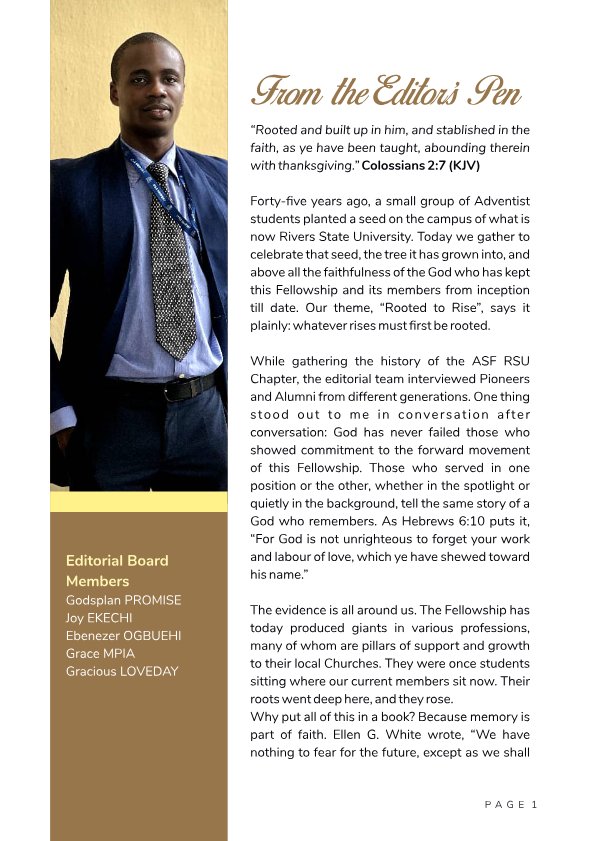 From the Editor's Pen
“Rooted and built up in him, and stablished in the
faith, as ye have been taught, abounding therein
with thanksgiving.” Colossians 2:7 (KJV)
Forty-five years ago, a small group of Adventist
students planted a seed on the campus of what is
now Rivers State University. Today we gather to
celebrate that seed, the tree it has grown into, and
above all the faithfulness of the God who has kept
this Fellowship and its members from inception
till date. Our theme, “Rooted to Rise”, says it
plainly: whatever rises must first be rooted.
While gathering the history of the ASF RSU
Chapter, the editorial team interviewed Pioneers
and Alumni from different generations. One thing
stood out to me in conversation after
conversation: God has never failed those who
showed commitment to the forward movement
of this Fellowship. Those who served in one
position or the other, whether in the spotlight or
quietly in the background, tell the same story of a
God who remembers. As Hebrews 6:10 puts it,
“For God is not unrighteous to forget your work
and labour of love, which ye have shewed toward
his name.”
The evidence is all around us. The Fellowship has
today produced giants in various professions,
many of whom are pillars of support and growth
to their local Churches. They were once students
sitting where our current members sit now. Their
roots went deep here, and they rose.
Why put all of this in a book? Because memory is
part of faith. Ellen G. White wrote, “We have
nothing to fear for the future, except as we shall
Editorial Board
Members
Godsplan PROMISE
Joy EKECHI
Ebenezer OGBUEHI
Grace MPIA
Gracious LOVEDAY
PAGE 1